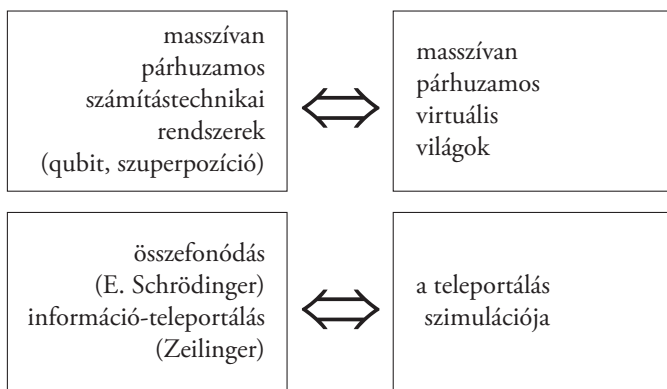 masszívan
párhuzamos
számítástechnikai
rendszerek
(qubit, szuperpozíció)
masszívan
párhuzamos
virtuális
világok
összefonódás
(E. Schrödinger)
információ-teleportálás
(Zeilinger)
a teleportálás
szimulációja